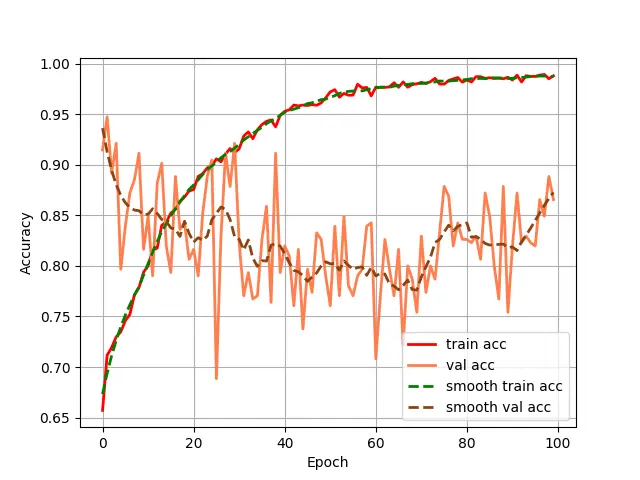 1.00
0.95
0.90
0.85
0.80
0.75
0.70
0.65
Accuracy
0 20 40 60 80 100
Epoch
train acc
val acc
smooth train acc
smooth val acc